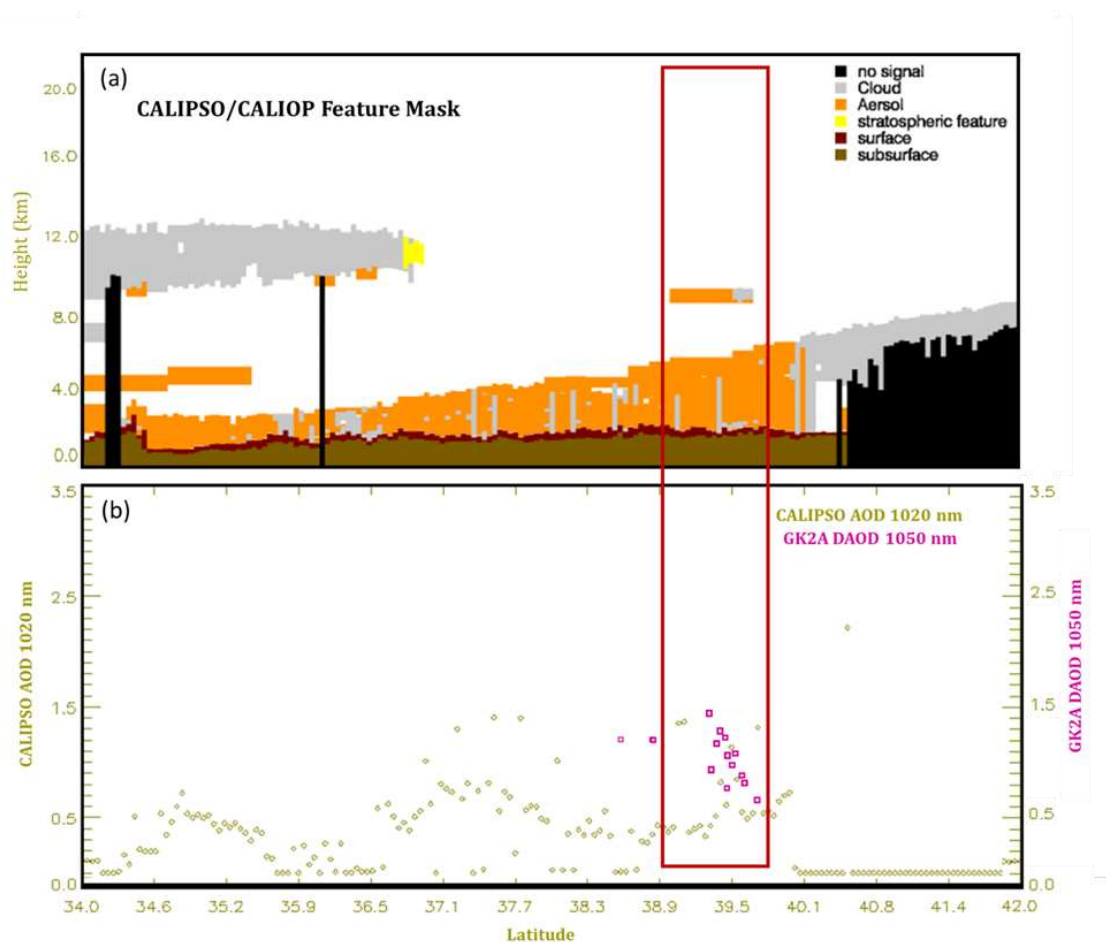 (a)
CALIPSO/CALIOP Feature Mask
no signal
Cloud
Aersol
stratospheric feature
surface
subsurface
Height (km)
20.0
16.0
12.0
8.0
4.0
0.0
(b)
CALIPSO AOD 1020 nm
GK2A DAOD 1050 nm
CALIPSO AOD 1020 nm
3.5
2.5
1.5
0.5
0.0
3.5
2.5
1.5
0.5
0.0
GK2A DAOD 1050 nm
34.0 34.6 35.2 35.9 36.5 37.1 37.7 38.3 38.9 39.5 40.1 40.8 41.4 42.0
Latitude